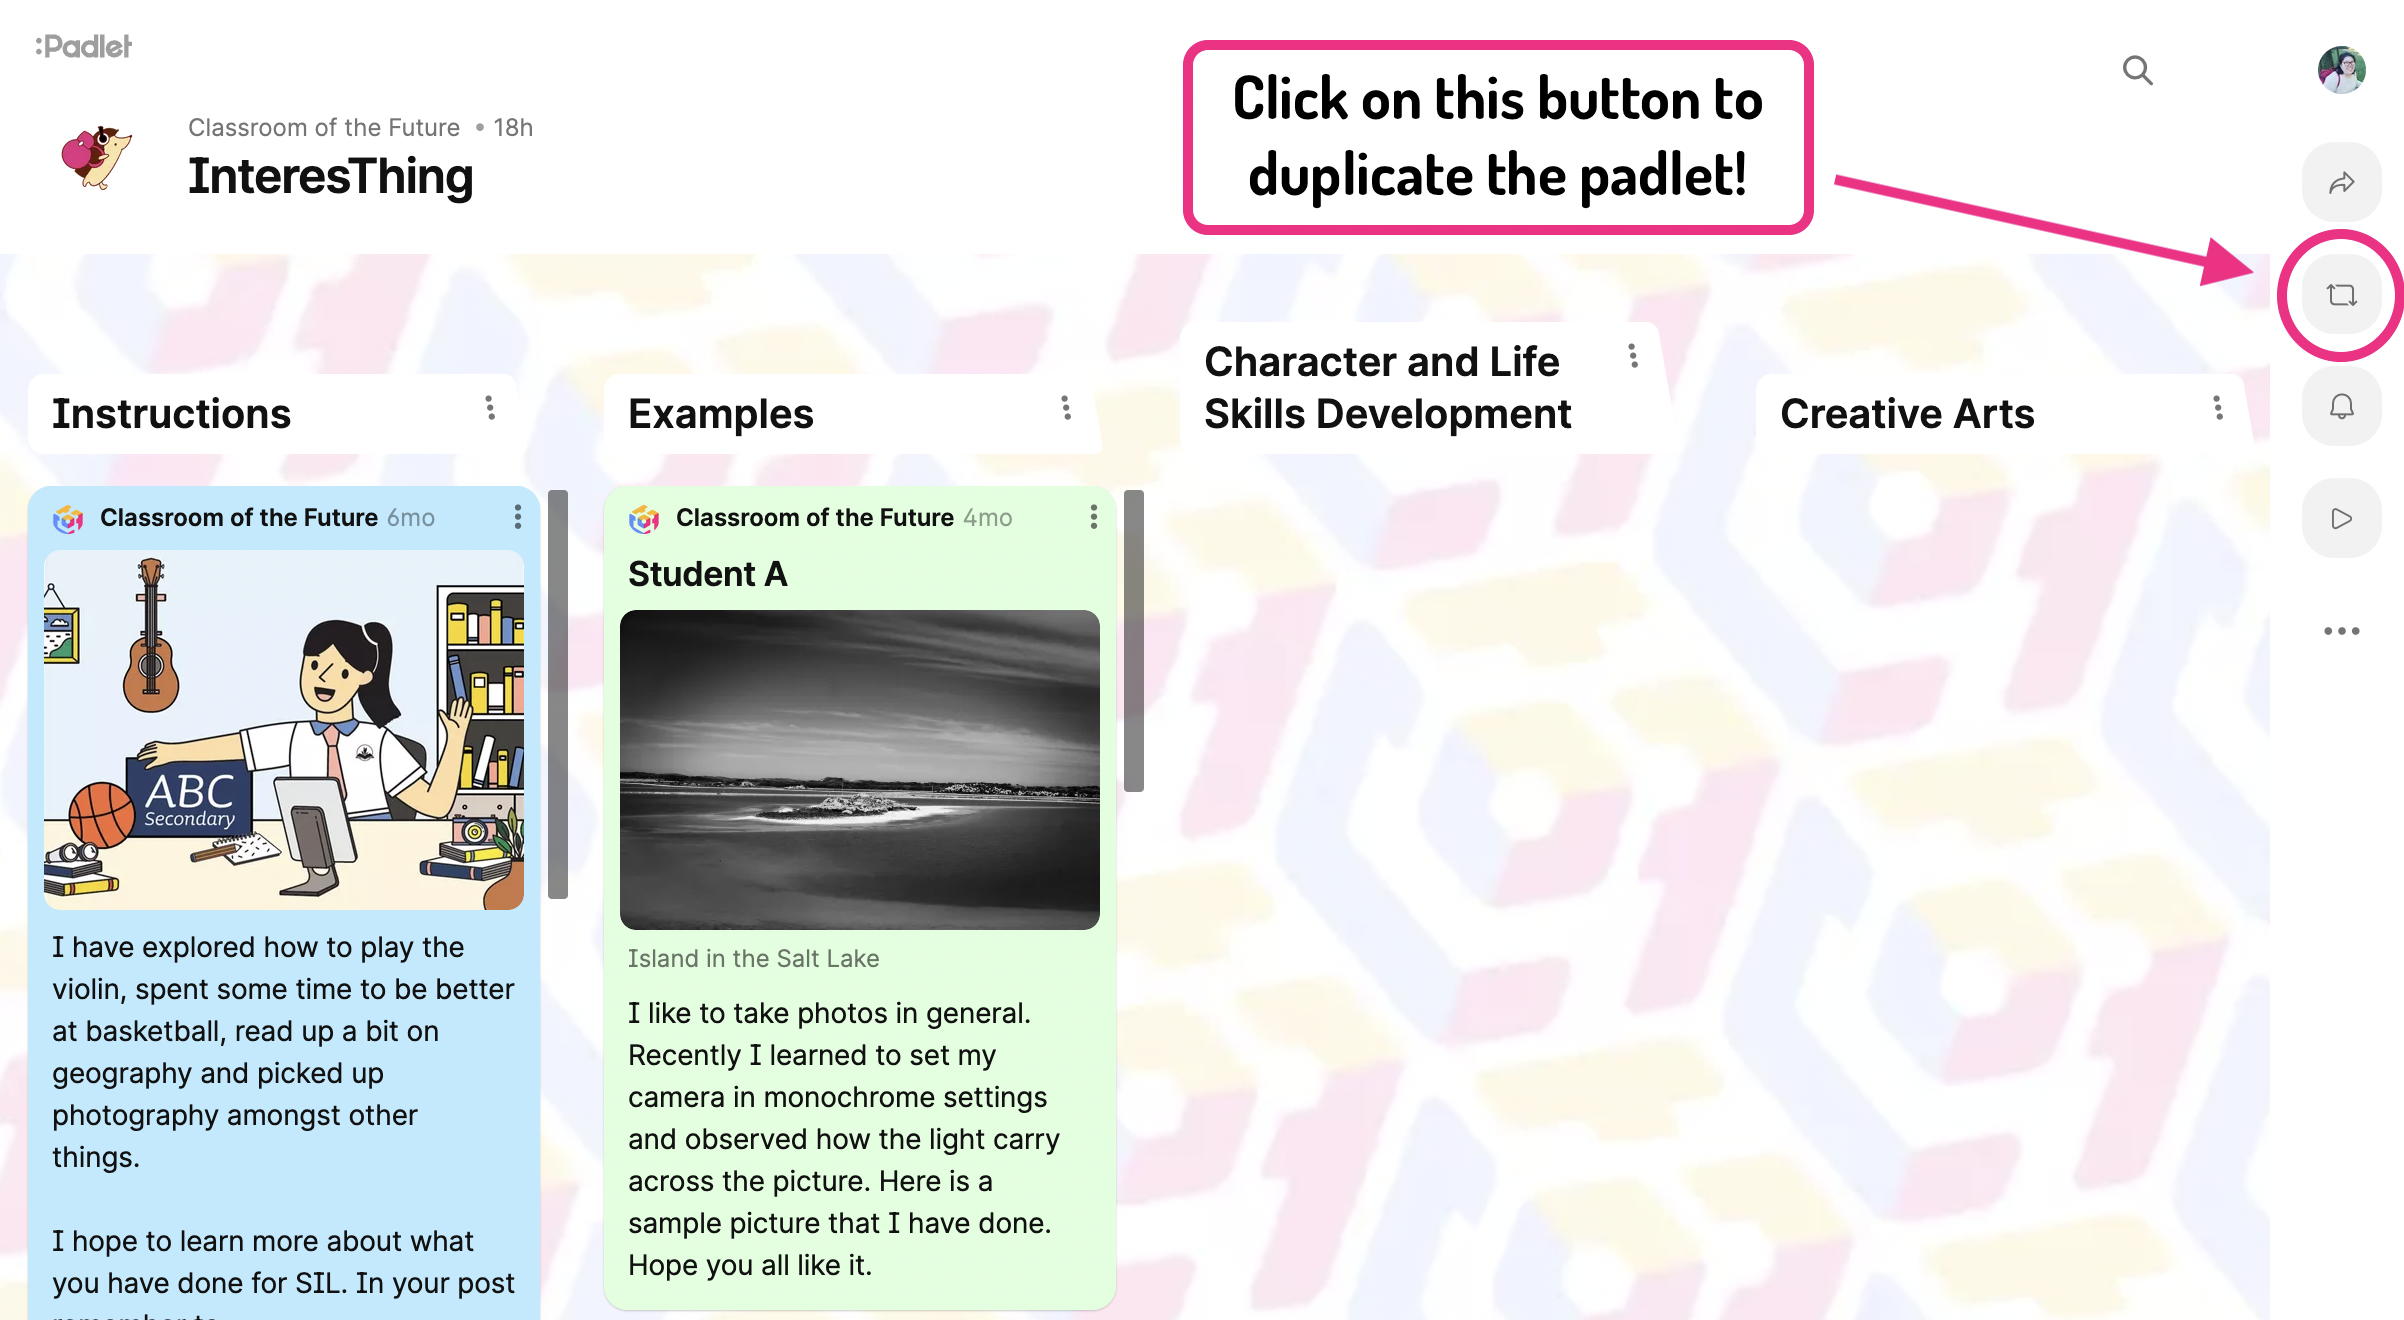 :Padlet
Classroom of the Future • 18h
InteresThing
Click on this button to
duplicate the padlet!
Instructions
Classroom of the Future 6mo
ABC
Secondary
I have explored how to play the
violin, spent some time to be better
at basketball, read up a bit on
geography and picked up
photography amongst other
things.
I hope to learn more about what
you have done for SIL. In your post
remember to
Examples
Classroom of the Future 4mo
Student A
Island in the Salt Lake
I like to take photos in general.
Recently I learned to set my
camera in monochrome settings
and observed how the light carry
across the picture. Here is a
sample picture that I have done.
Hope you all like it.
Character and Life
Skills Development
Creative Arts